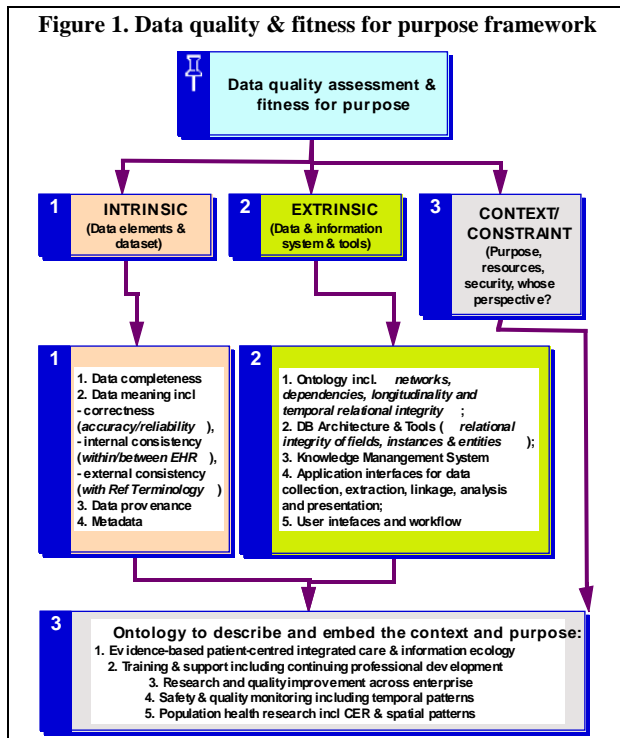 Figure 1. Data quality & fitness for purpose framework
Data quality assessment &
fitness for purpose
1
INTRINSIC
(Data elements &
dataset)
2
EXTRINSIC
(Data & information
system & tools)
3
CONTEXT/
CONSTRAINT
(Purpose,
resources,
security, whose
perspective?
1
1. Data completeness
2. Data meaning incl
- correctness
(accuracy/reliability ),
- internal consistency
(within/between EHR ),
- external consistency
(with Ref Terminology )
3. Data provenance
4. Metadata
2
1. Ontology incl. networks,
dependencies, longitudinality and
temporal relational integrity ;
2. DB Architecture & Tools ( relational
integrity of fields, instances & entities );
3. Knowledge Manangement System
4. Application interfaces for data
collection, extraction, linkage, analysis
and presentation;
5. User intefaces and workflow
3
Ontology to describe and embed the context and purpose:
1. Evidence-based patient-centred integrated care & information ecology
2. Training & support including continuing professional development
3. Research and qualityimprovement across enterprise
4. Safety & quality monitoring including temporal patterns
5. Population health research incl CER & spatial patterns